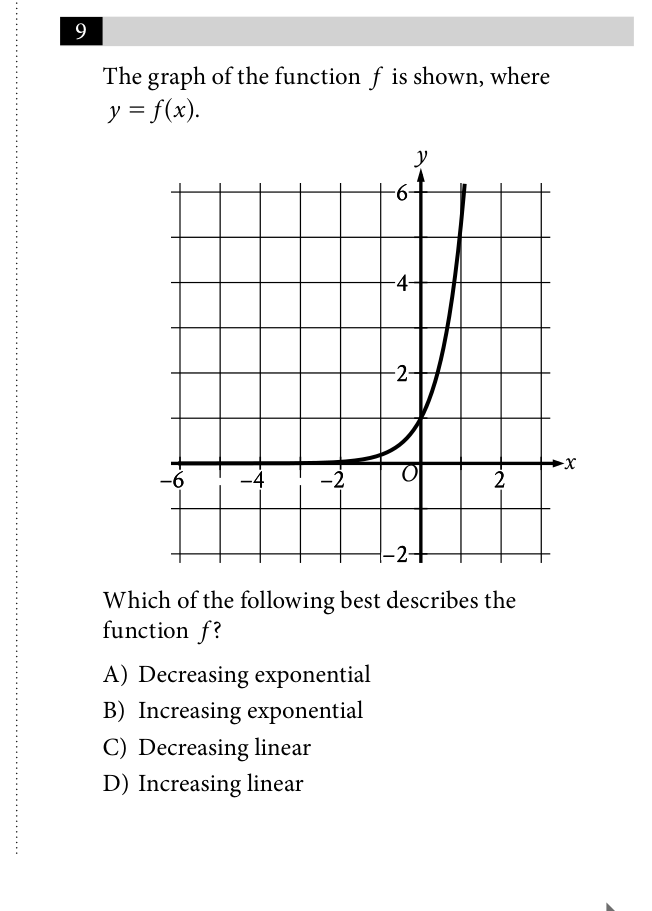 9
The graph of the function f is shown, where
y = f(x).
y
6
4
2
–6 –4 –2 O 2 x
–2
Which of the following best describes the
function f?
A) Decreasing exponential
B) Increasing exponential
C) Decreasing linear
D) Increasing linear